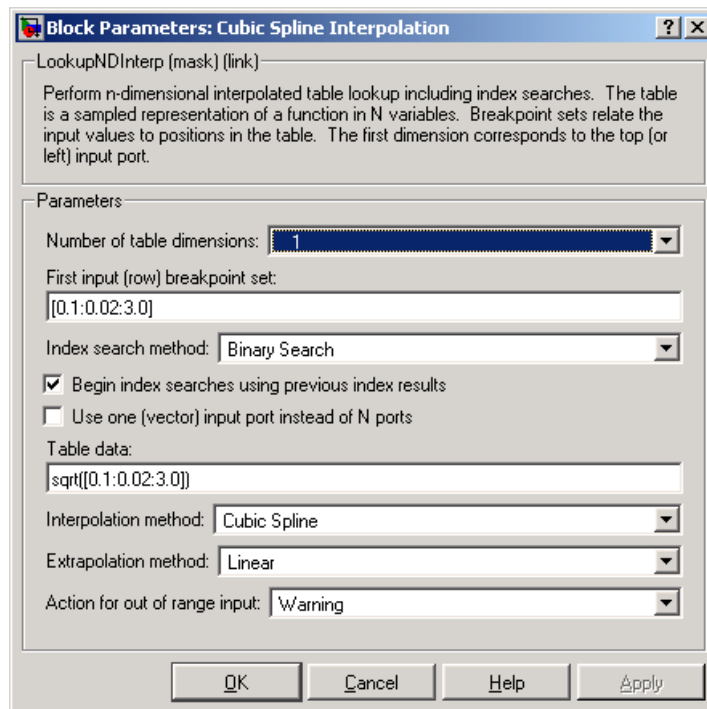 Block Parameters: Cubic Spline Interpolation
LookupNDInterp (mask) (link)
Perform n-dimensional interpolated table lookup including index searches.  The table
is a sampled representation of a function in N variables.  Breakpoint sets relate the
input values to positions in the table.  The first dimension corresponds to the top (or
left) input port.
Parameters
Number of table dimensions: 1
First input (row) breakpoint set:
[0.1:0.02:3.0]
Index search method: Binary Search
Begin index searches using previous index results
Use one (vector) input port instead of N ports
Table data:
sqrt([0.1:0.02:3.0])
Interpolation method: Cubic Spline
Extrapolation method: Linear
Action for out of range input: Warning
OK Cancel Help Apply